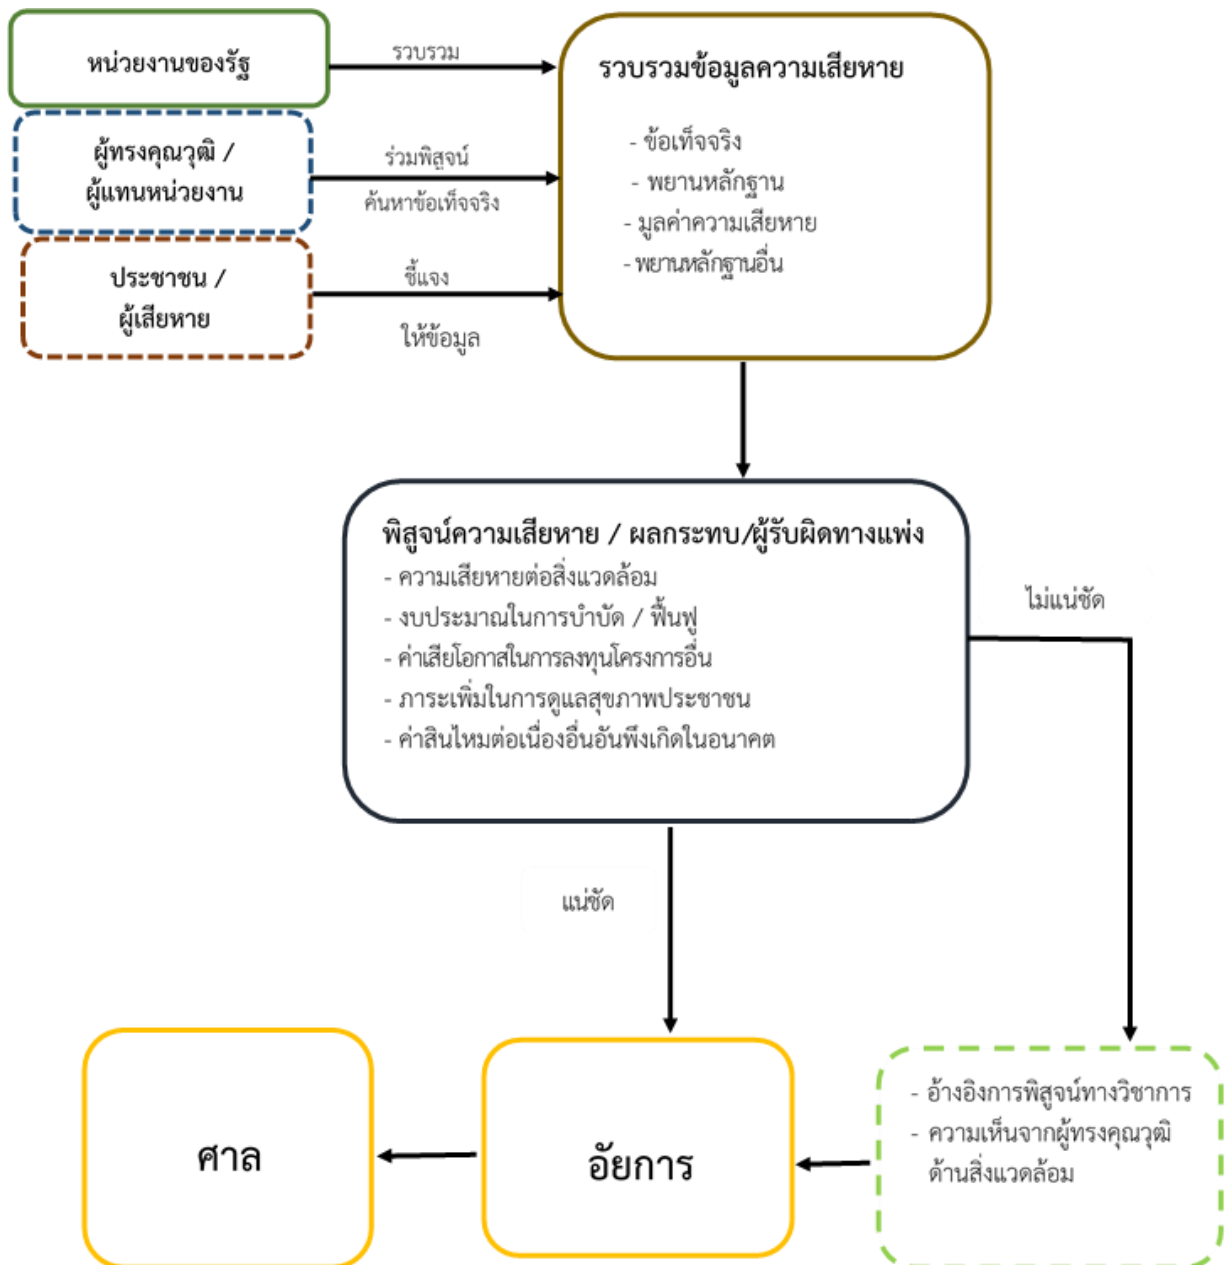 หน่วยงานของรัฐ
รวบรวม
ผู้ทรงคุณวุฒิ /
ผู้แทนหน่วยงาน
ร่วมพิสูจน์
ค้นหาข้อเท็จจริง
ประชาชน /
ผู้เสียหาย
ชี้แจง
ให้ข้อมูล
รวบรวมข้อมูลความเสียหาย
- ข้อเท็จจริง
- พยานหลักฐาน
- มูลค่าความเสียหาย
- พยานหลักฐานอื่น
พิสูจน์ความเสียหาย / ผลกระทบ/ผู้รับผิดทางแพ่ง
- ความเสียหายต่อสิ่งแวดล้อม
- งบประมาณในการบำบัด / ฟื้นฟู
- ค่าเสียโอกาสในการลงทุนโครงการอื่น
- ภาระเพิ่มในการดูแลสุขภาพประชาชน
- ค่าสินไหมต่อเนื่องอื่นอันพึงเกิดในอนาคต
ไม่แน่ชัด
แน่ชัด
- อ้างอิงการพิสูจน์ทางวิชาการ
- ความเห็นจากผู้ทรงคุณวุฒิ
ด้านสิ่งแวดล้อม
อัยการ
ศาล